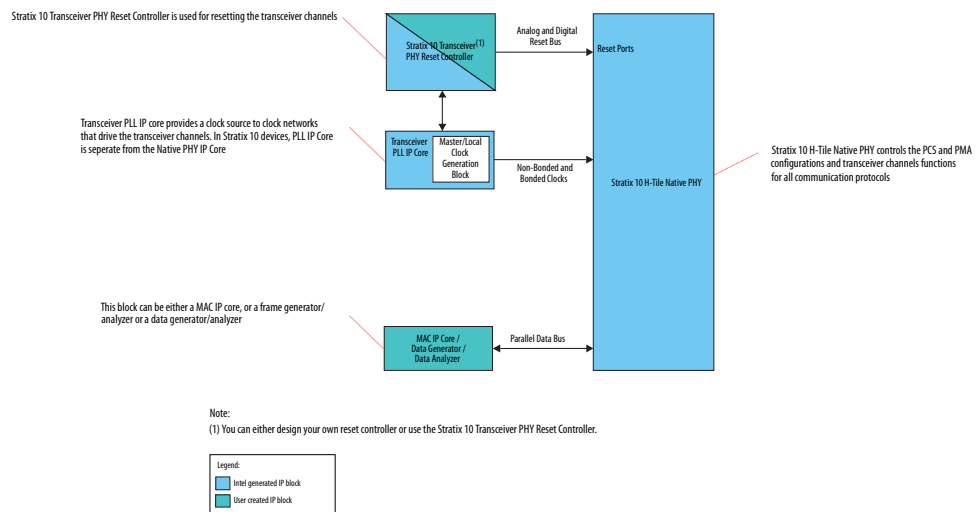 Stratix 10 Transceiver PHY Reset Controller is used for resetting the transceiver channels
Stratix 10 Transceiver(1)
PHY Reset Controller
Analog and Digital
Reset Bus
Reset Ports
Transceiver PLL IP core provides a clock source to clock networks
that drive the transceiver channels. In Stratix 10 devices, PLL IP Core
is seperate from the Native PHY IP Core
Transceiver
PLL IP Core
Master/Local
Clock
Generation
Block
Non-Bonded and
Bonded Clocks
Stratix 10 H-Tile Native PHY
Stratix 10 H-Tile Native PHY controls the PCS and PMA
configurations and transceiver channels functions
for all communication protocols
This block can be either a MAC IP core, or a frame generator/
analyzer or a data generator/analyzer
MAC IP Core /
Data Generator /
Data Analyzer
Parallel Data Bus
Note:
(1) You can either design your own reset controller or use the Stratix 10 Transceiver PHY Reset Controller.
Legend:
Intel generated IP block
User created IP block